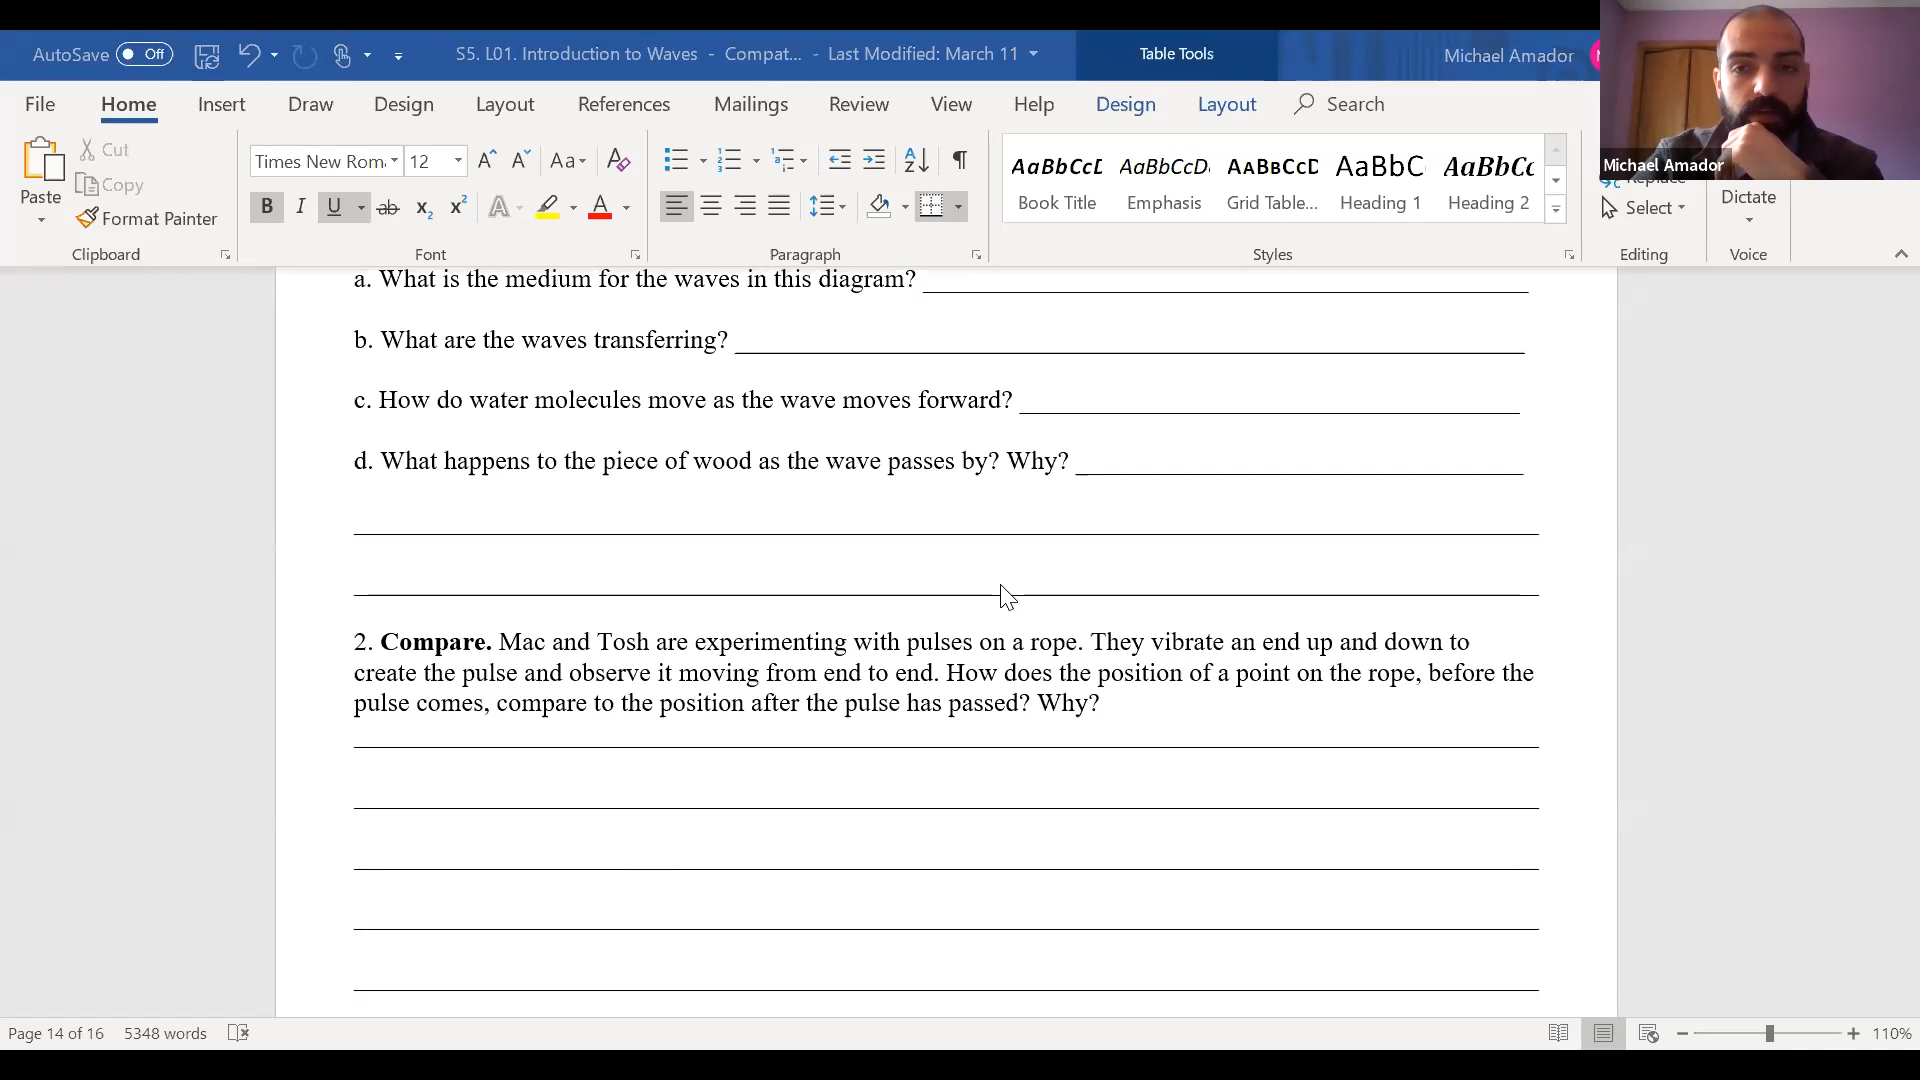 AutoSave Off S5. L01. Introduction to Waves - Compat... - Last Modified: March 11 Table Tools Michael Amador
File Home Insert Draw Design Layout References Mailings Review View Help Design Layout Search
Paste Cut Copy Format Painter
Clipboard
Times New Rom 12 Aa
B I U ab x₂ x² A A
Font
Paragraph
AaBbCcD AaBbCcD AaBbCcD AaBbC AaBbCc
Book Title Emphasis Grid Table... Heading 1 Heading 2
Styles
Michael Amador
Replace
Select
Editing
Dictate
Voice
a. What is the medium for the waves in this diagram?
b. What are the waves transferring?
c. How do water molecules move as the wave moves forward?
d. What happens to the piece of wood as the wave passes by? Why?
2. Compare. Mac and Tosh are experimenting with pulses on a rope. They vibrate an end up and down to
create the pulse and observe it moving from end to end. How does the position of a point on the rope, before the
pulse comes, compare to the position after the pulse has passed? Why?
Page 14 of 16 5348 words 110%